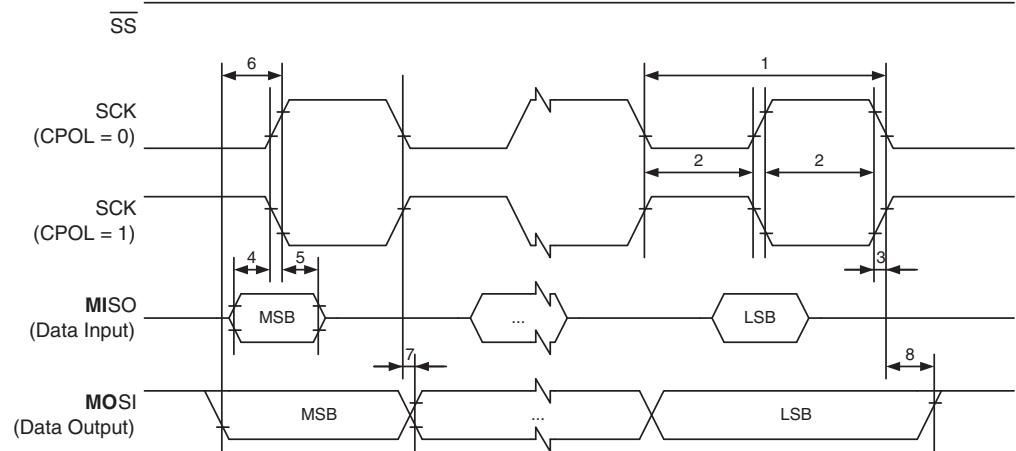 SS
6
1
SCK
(CPOL = 0)
2
2
SCK
(CPOL = 1)
4
5
3
MISO
(Data Input)
MSB
...
LSB
7
8
MOSI
(Data Output)
MSB
...
LSB